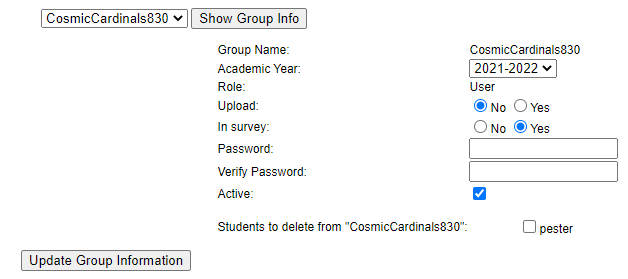 CosmicCardinals830 Show Group Info
Group Name: CosmicCardinals830
Academic Year: 2021-2022
Role: User
Upload: No Yes
In survey: No Yes
Password:
Verify Password:
Active:
Students to delete from "CosmicCardinals830": pester
Update Group Information